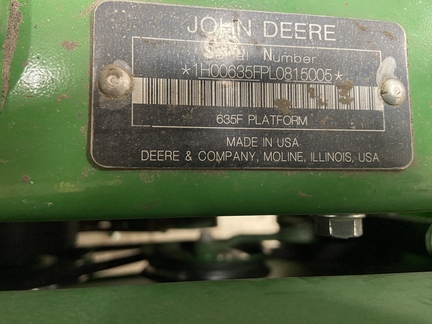 JOHN DEERE
Serial Number
*1H00635FPL0815005*
635F PLATFORM
MADE IN USA
DEERE & COMPANY, MOLINE, ILLINOIS, USA